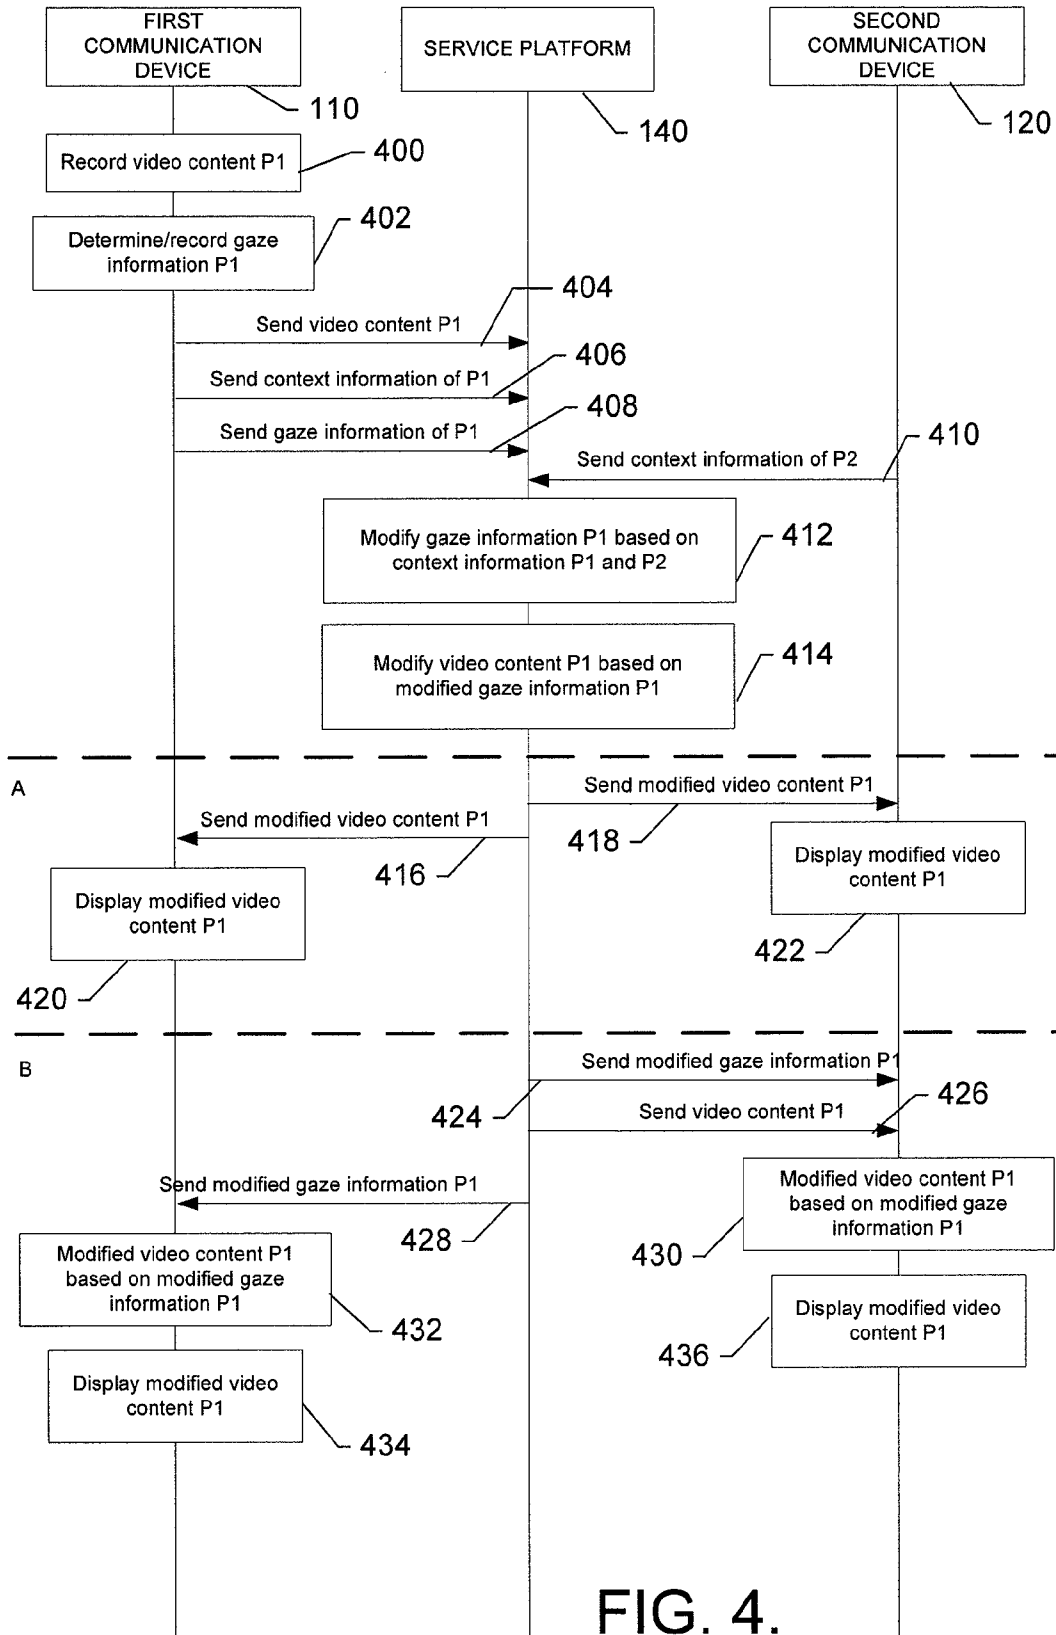 FIRST
COMMUNICATION
DEVICE
SERVICE PLATFORM
SECOND
COMMUNICATION
DEVICE
110
140
120
Record video content P1
400
Determine/record gaze
information P1
402
Send video content P1
404
Send context information of P1
406
Send gaze information of P1
408
Send context information of P2
410
Modify gaze information P1 based on
context information P1 and P2
412
Modify video content P1 based on
modified gaze information P1
414
A
Send modified video content P1
418
Send modified video content P1
416
Display modified video
content P1
422
Display modified video
content P1
420
B
Send modified gaze information P1
424
Send video content P1
426
Send modified gaze information P1
428
Modified video content P1
based on modified gaze
information P1
430
Modified video content P1
based on modified gaze
information P1
432
Display modified video
content P1
436
Display modified video
content P1
434
FIG. 4.